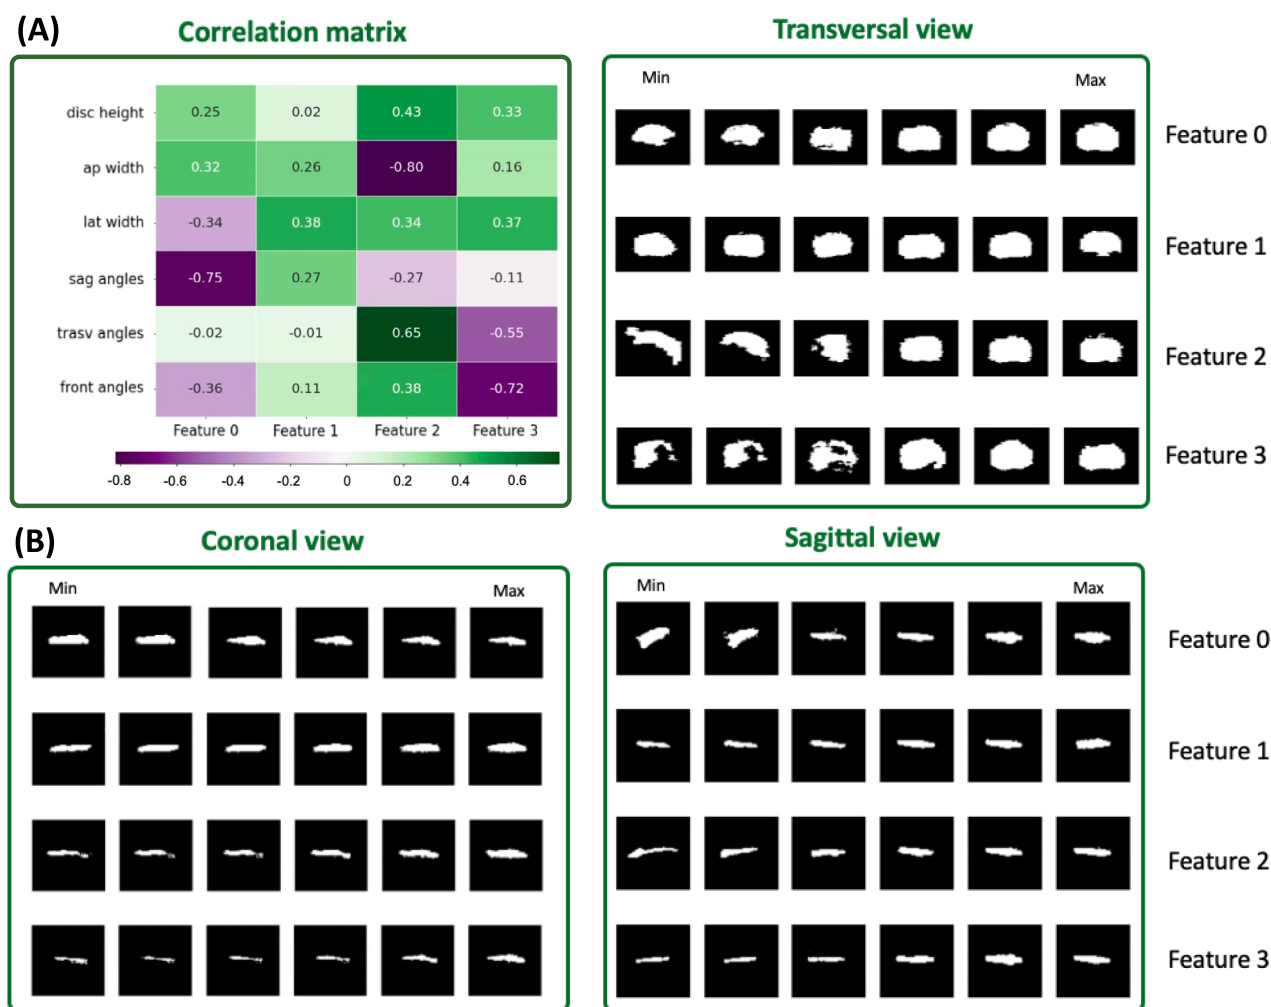 (A)
Correlation matrix
disc height 0.25 0.02 0.43 0.33
ap width 0.32 0.26 -0.80 0.16
lat width -0.34 0.38 0.34 0.37
sag angles -0.75 0.27 -0.27 -0.11
trasv angles -0.02 -0.01 0.65 -0.55
front angles -0.36 0.11 0.38 -0.72
Feature 0 Feature 1 Feature 2 Feature 3
-0.8 -0.6 -0.4 -0.2 0 0.2 0.4 0.6
Transversal view
Min Max
Feature 0
Feature 1
Feature 2
Feature 3
(B)
Coronal view
Min Max
Sagittal view
Min Max
Feature 0
Feature 1
Feature 2
Feature 3